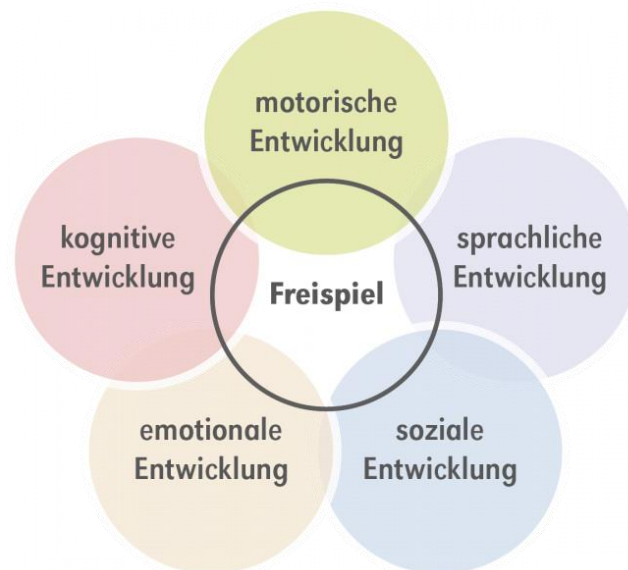 motorische
Entwicklung
kognitive
Entwicklung
sprachliche
Entwicklung
Freispiel
emotionale
Entwicklung
soziale
Entwicklung